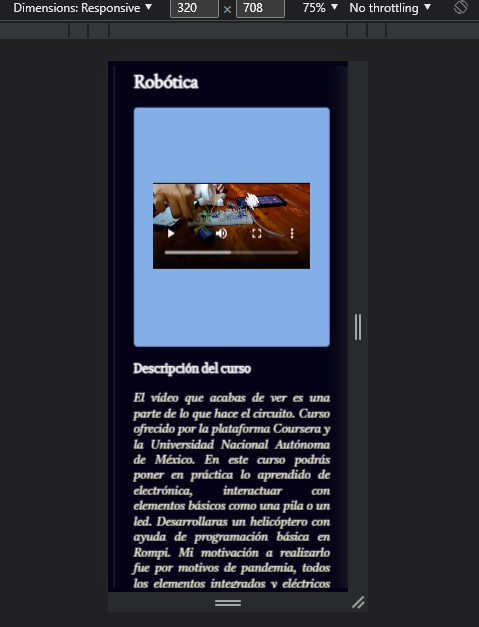 Dimensions: Responsive ▼ 320 × 708 75% ▼ No throttling ▼
Robótica
Descripción del curso
El vídeo que acabas de ver es una
parte de lo que hace el circuito. Curso
ofrecido por la plataforma Coursera y
la Universidad Nacional Autónoma
de México. En este curso podrás
poner en práctica lo aprendido de
electrónica, interactuar con
elementos básicos como una pila o un
led. Desarrollaras un helicóptero con
ayuda de programación básica en
Rompi. Mi motivación a realizarlo
fue por motivos de pandemia, todos
los elementos integrados y eléctricos